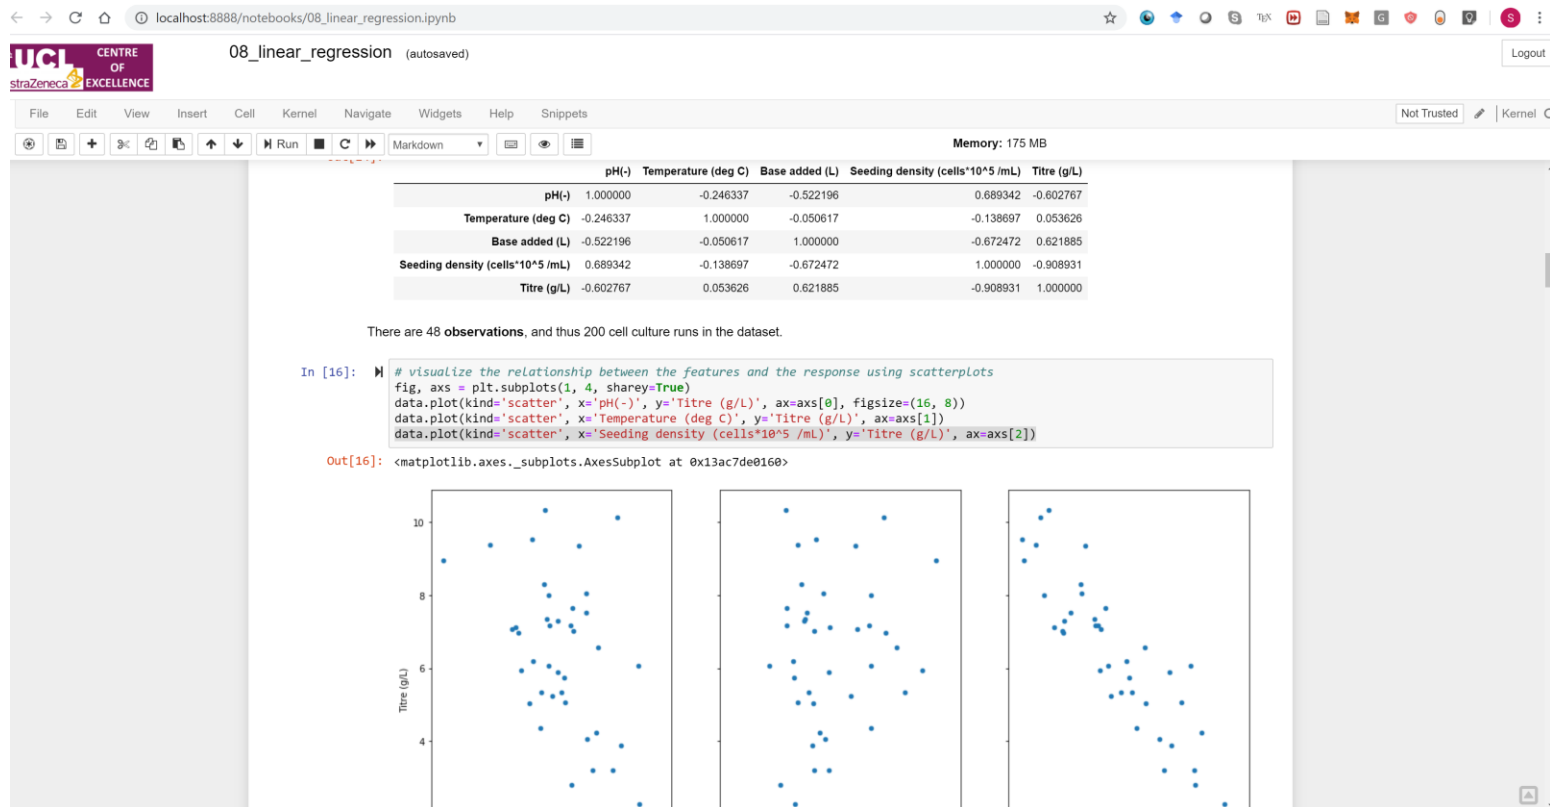 localhost:8888/notebooks/08_linear_regression.ipynb
UCL CENTRE OF EXCELLENCE
straZeneca
08_linear_regression (autosaved)
Logout
File Edit View Insert Cell Kernel Navigate Widgets Help Snippets
Not Trusted Kernel
Run Markdown Memory: 175 MB
pH(-) Temperature (deg C) Base added (L) Seeding density (cells*10^5 /mL) Titre (g/L)
pH(-) 1.000000 -0.246337 -0.522196 0.689342 -0.602767
Temperature (deg C) -0.246337 1.000000 -0.050617 -0.138697 0.053626
Base added (L) -0.522196 -0.050617 1.000000 -0.672472 0.621885
Seeding density (cells*10^5 /mL) 0.689342 -0.138697 -0.672472 1.000000 -0.908931
Titre (g/L) -0.602767 0.053626 0.621885 -0.908931 1.000000
There are 48 observations, and thus 200 cell culture runs in the dataset.
In [16]: # visualize the relationship between the features and the response using scatterplots
fig, axs = plt.subplots(1, 4, sharey=True)
data.plot(kind='scatter', x='pH(-)', y='Titre (g/L)', ax=axs[0], figsize=(16, 8))
data.plot(kind='scatter', x='Temperature (deg C)', y='Titre (g/L)', ax=axs[1])
data.plot(kind='scatter', x='Seeding density (cells*10^5 /mL)', y='Titre (g/L)', ax=axs[2])
Out[16]: <matplotlib.axes._subplots.AxesSubplot at 0x13ac7de0160>
10
8
6
Titre (g/L)
4